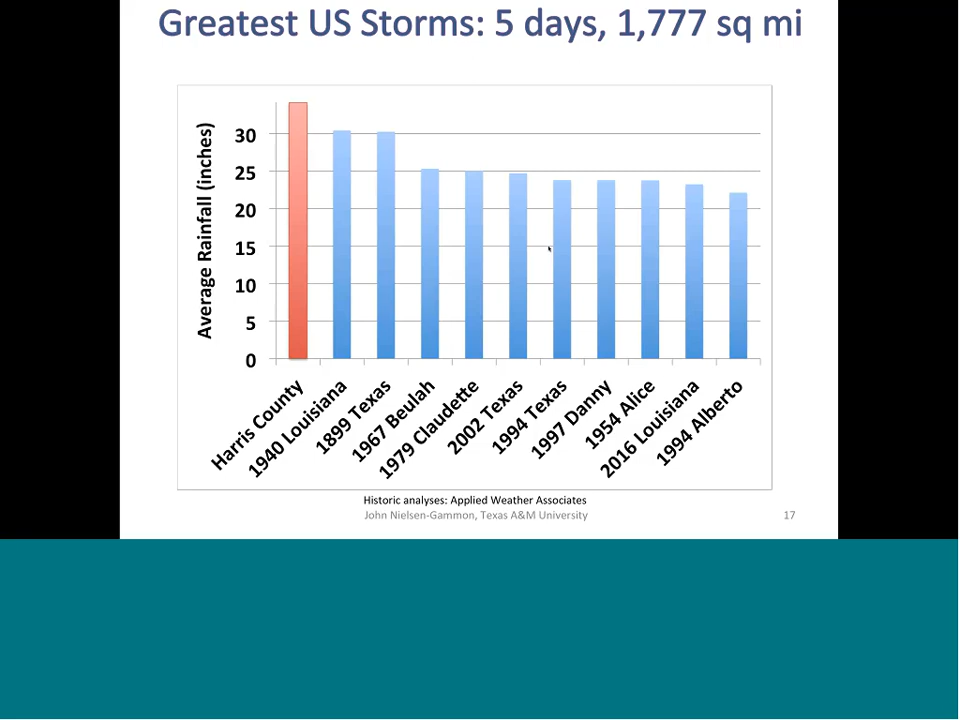 Greatest US Storms: 5 days, 1,777 sq mi
Average Rainfall (inches)
30
25
20
15
10
5
0
Harris County
1940 Louisiana
1899 Texas
1967 Beulah
1979 Claudette
2002 Texas
1994 Texas
1997 Danny
1954 Alice
2016 Louisiana
1994 Alberto
Historic analyses: Applied Weather Associates
John Nielsen-Gammon, Texas A&M University
17